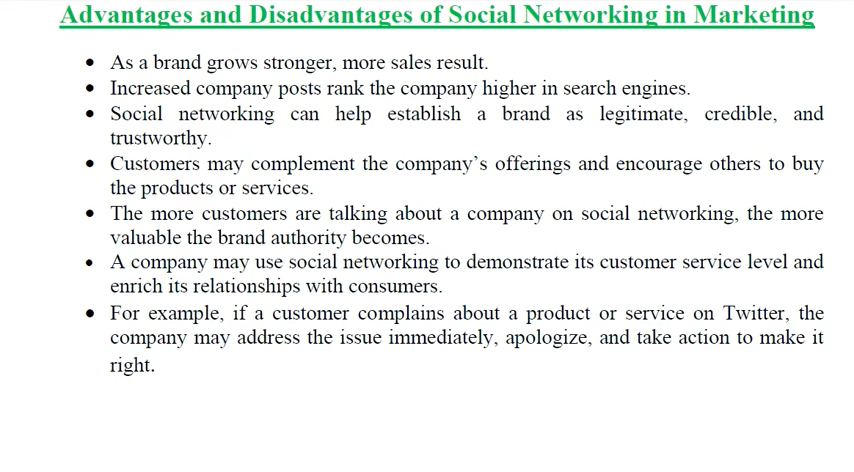 Advantages and Disadvantages of Social Networking in Marketing
• As a brand grows stronger, more sales result.
• Increased company posts rank the company higher in search engines.
• Social networking can help establish a brand as legitimate, credible, and
trustworthy.
• Customers may complement the company's offerings and encourage others to buy
the products or services.
• The more customers are talking about a company on social networking, the more
valuable the brand authority becomes.
• A company may use social networking to demonstrate its customer service level and
enrich its relationships with consumers.
• For example, if a customer complains about a product or service on Twitter, the
company may address the issue immediately, apologize, and take action to make it
right.